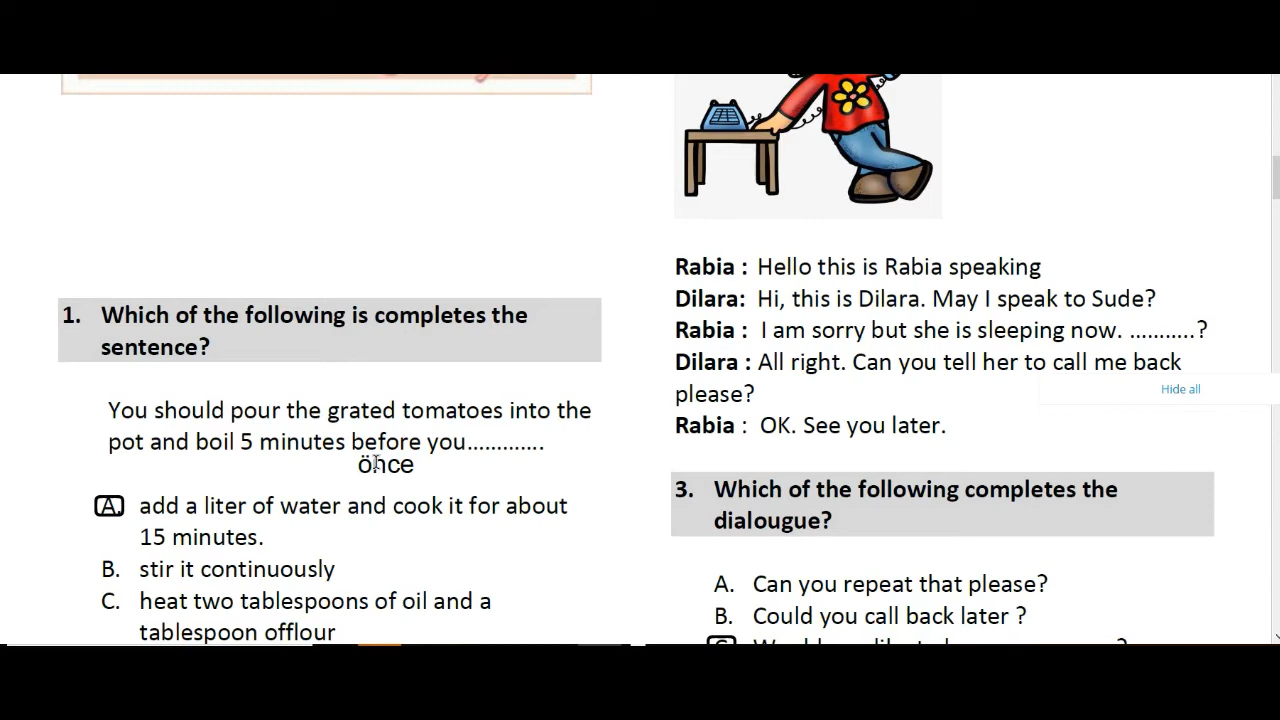 1. Which of the following is completes the
sentence?
You should pour the grated tomatoes into the
pot and boil 5 minutes before you.............
önce
A. add a liter of water and cook it for about
15 minutes.
B. stir it continuously
C. heat two tablespoons of oil and a
tablespoon offlour
Rabia : Hello this is Rabia speaking
Dilara: Hi, this is Dilara. May I speak to Sude?
Rabia : I am sorry but she is sleeping now. ...........?
Dilara : All right. Can you tell her to call me back
please?
Hide all
Rabia : OK. See you later.
3. Which of the following completes the
dialougue?
A. Can you repeat that please?
B. Could you call back later ?